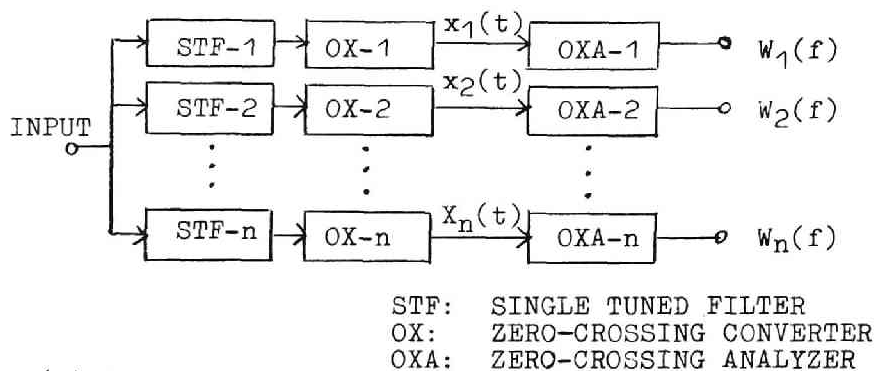 STF-1 OX-1 x1(t) OXA-1 W1(f)
STF-2 OX-2 x2(t) OXA-2 W2(f)
INPUT
STF-n OX-n Xn(t) OXA-n Wn(f)
STF: SINGLE TUNED FILTER
OX: ZERO-CROSSING CONVERTER
OXA: ZERO-CROSSING ANALYZER